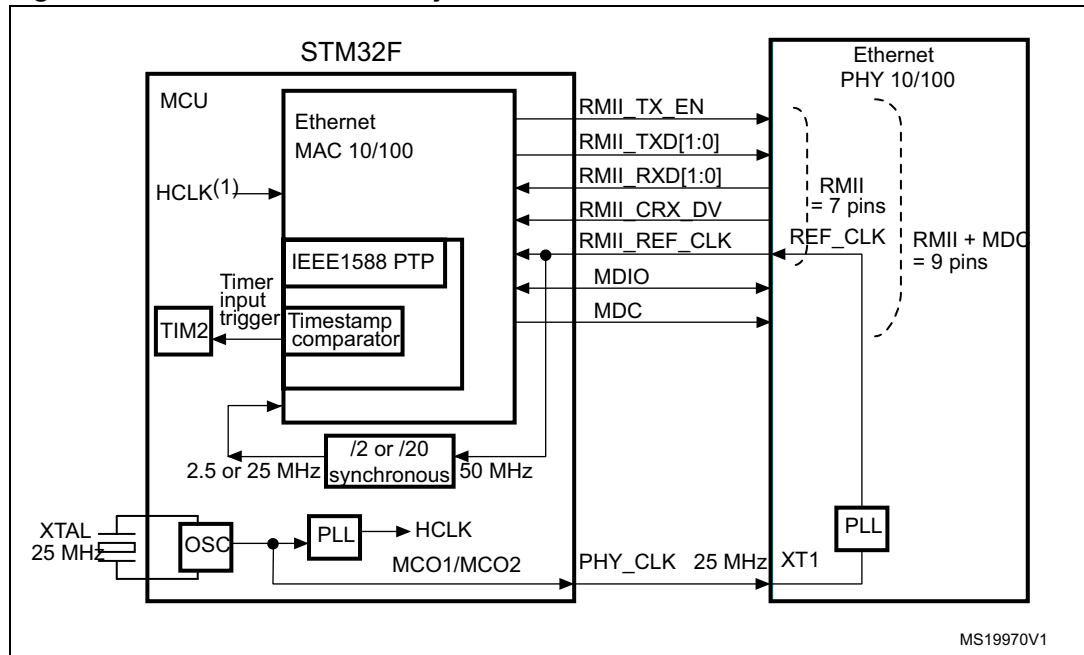 STM32F
MCU
Ethernet
MAC 10/100
HCLK(1)
IEEE1588 PTP
Timer
input
trigger
TIM2
Timestamp
comparator
/2 or /20
synchronous
2.5 or 25 MHz
50 MHz
XTAL
25 MHz
OSC
PLL
HCLK
MCO1/MCO2
PHY_CLK 25 MHz
XT1
RMII_TX_EN
RMII_TXD[1:0]
RMII_RXD[1:0]
RMII_CRX_DV
RMII_REF_CLK
MDIO
MDC
Ethernet
PHY 10/100
RMII
= 7 pins
REF_CLK
RMII + MDC
= 9 pins
PLL
MS19970V1